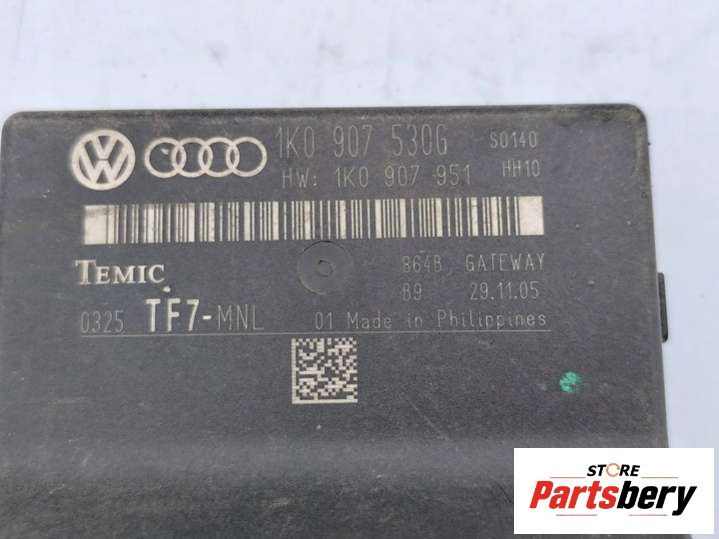 1K0 907 530G S0140
HW: 1K0 907 951 HH10
TEMIC
864B GATEWAY
B9 29.11.05
0325 TF7-MNL 01 Made in Philippines
STORE
Partsbery